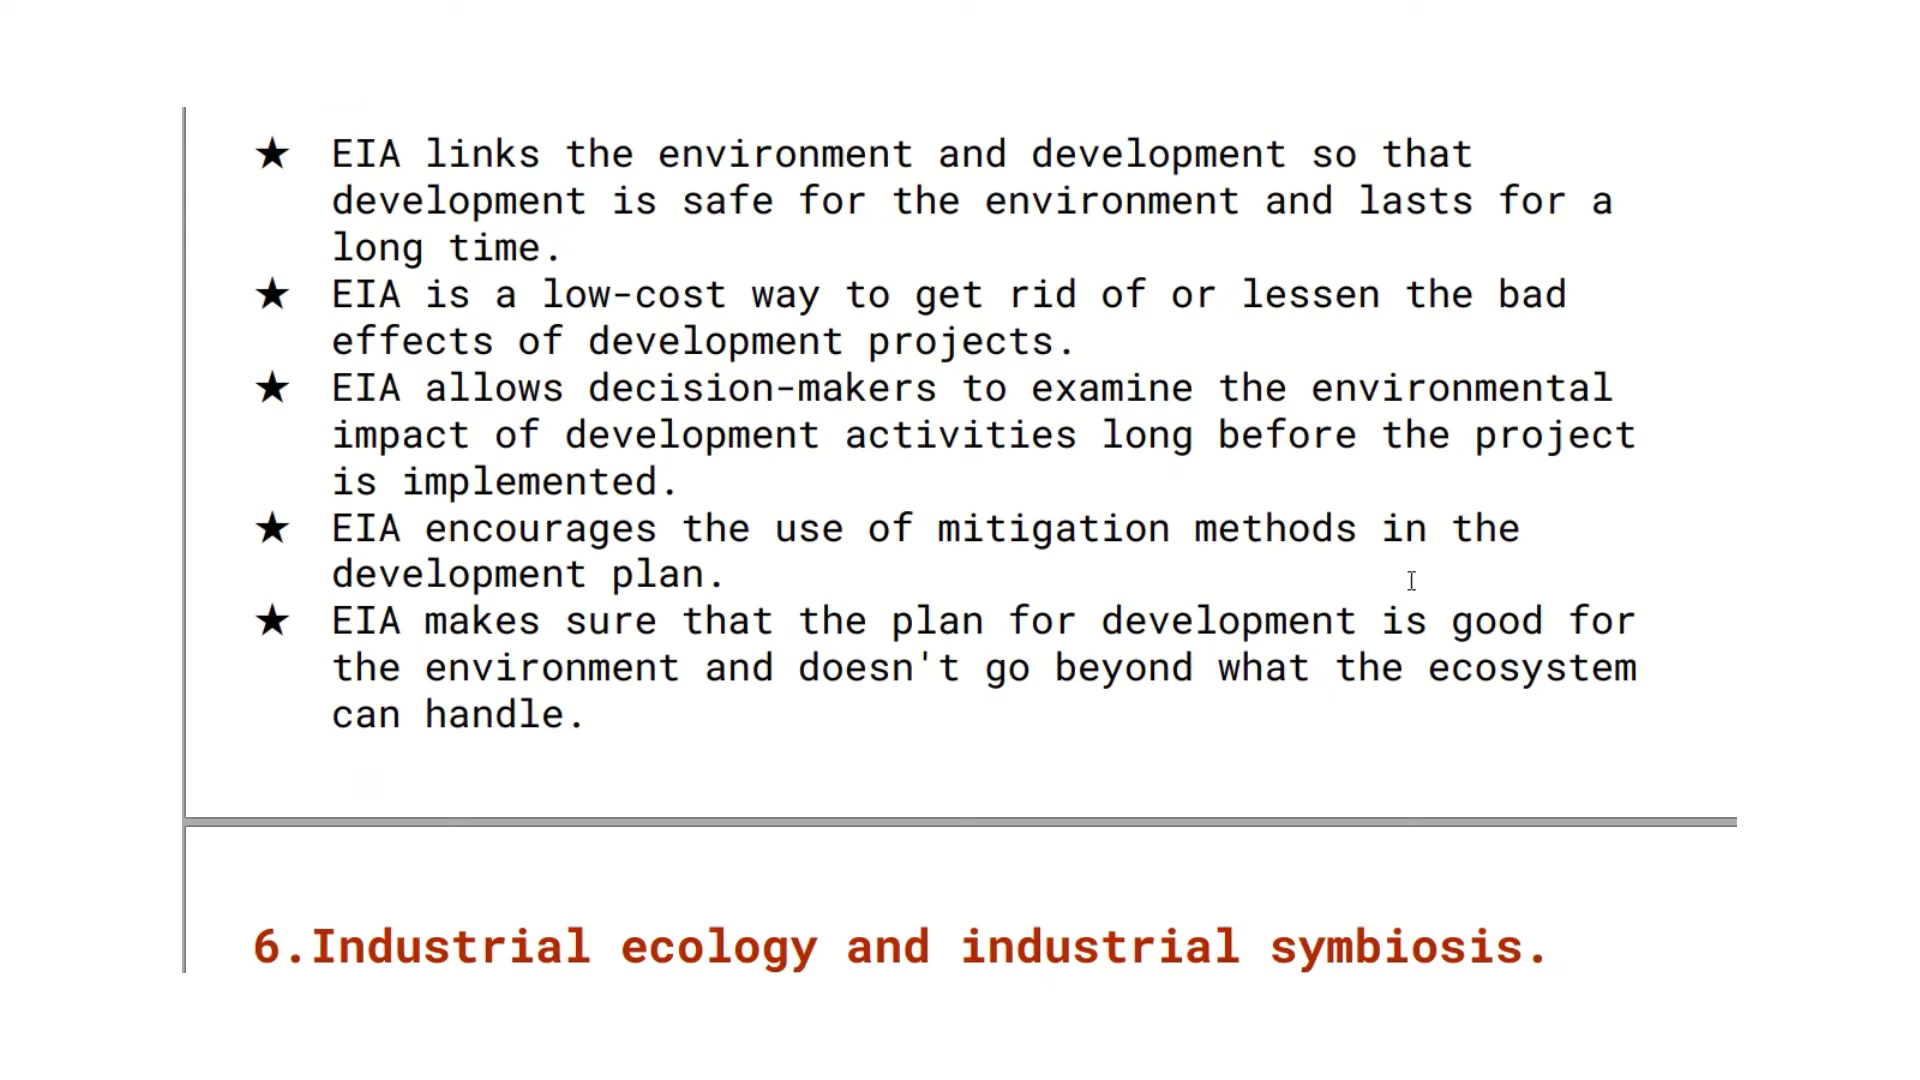 ★ EIA links the environment and development so that
development is safe for the environment and lasts for a
long time.
★ EIA is a low-cost way to get rid of or lessen the bad
effects of development projects.
★ EIA allows decision-makers to examine the environmental
impact of development activities long before the project
is implemented.
★ EIA encourages the use of mitigation methods in the
development plan.
★ EIA makes sure that the plan for development is good for
the environment and doesn't go beyond what the ecosystem
can handle.
6.Industrial ecology and industrial symbiosis.